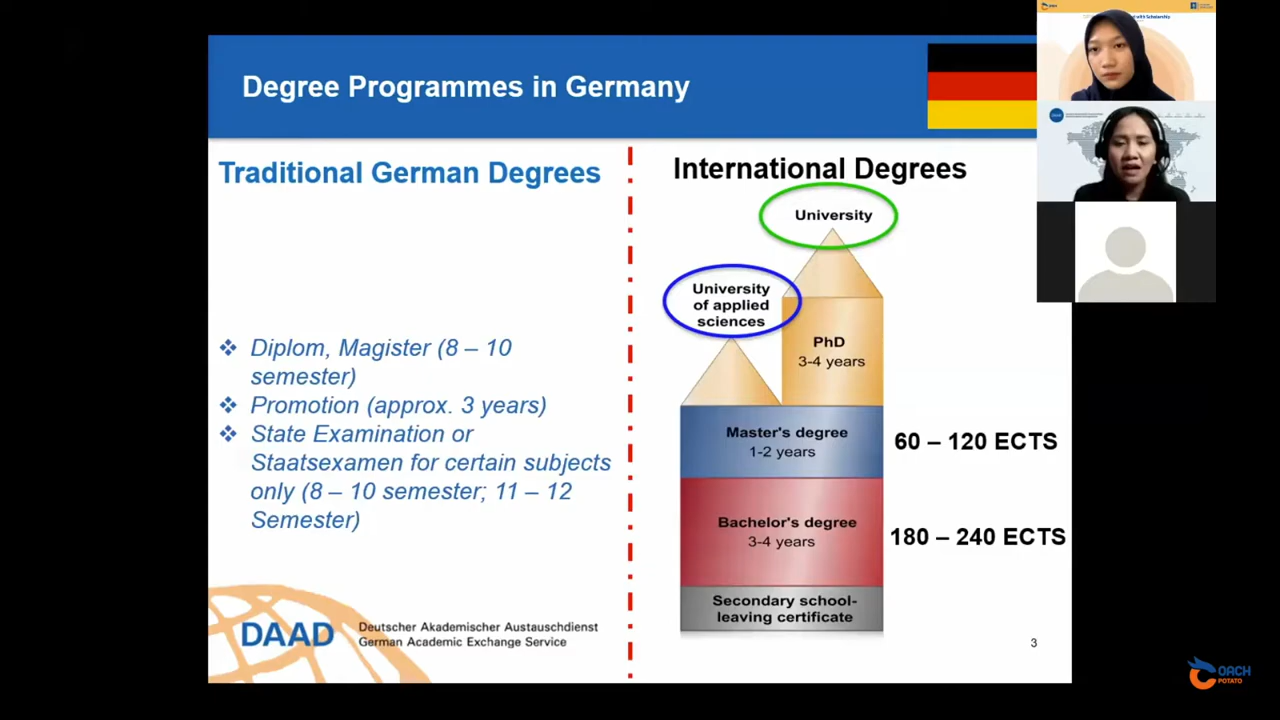 Degree Programmes in Germany
Traditional German Degrees
❖ Diplom, Magister (8 – 10
semester)
❖ Promotion (approx. 3 years)
❖ State Examination or
Staatsexamen for certain subjects
only (8 – 10 semester; 11 – 12
Semester)
DAAD
Deutscher Akademischer Austauschdienst
German Academic Exchange Service
International Degrees
University
University
of applied
sciences
PhD
3-4 years
Master's degree
1-2 years
60 – 120 ECTS
Bachelor's degree
3-4 years
180 – 240 ECTS
Secondary school-
leaving certificate
3
with Scholarship
DAAD
OACH
POTATO